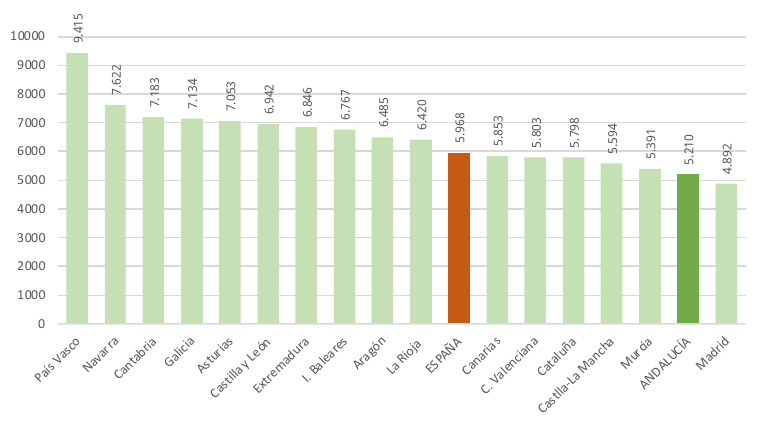 10000
9000
8000
7000
6000
5000
4000
3000
2000
1000
0
9.415
7.622
7.183
7.134
7.053
6.942
6.846
6.767
6.485
6.420
5.968
5.853
5.803
5.798
5.594
5.391
5.210
4.892
País Vasco
Navarra
Cantabria
Galicia
Asturias
Castilla y León
Extremadura
I. Baleares
Aragón
La Rioja
ESPAÑA
Canarias
C. Valenciana
Cataluña
Castlla-La Mancha
Murcia
ANDALUCÍA
Madrid